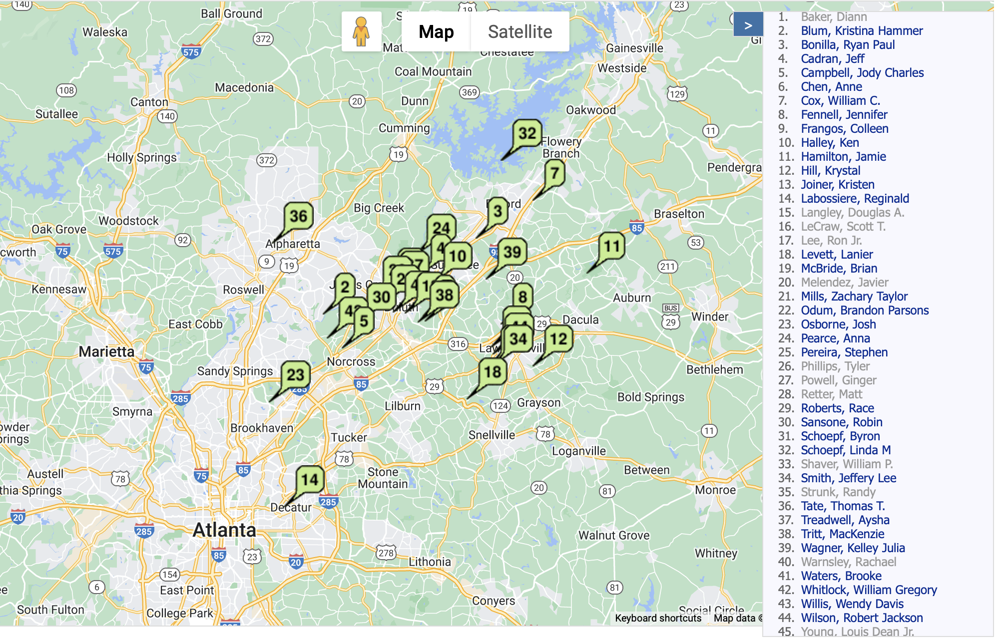 140
Ball Ground
19
23
Waleska
372
575
Map
Satellite
>
Gainesville
Chestatee
Westside
Coal Mountain
108
Macedonia
369
129
Canton
20
Dunn
Oakwood
Sutallee
140
Cumming
11
32
Flowery
Branch
Holly Springs
372
19
Pendergra
7
Big Creek
3
Woodstock
36
Braselton
Oak Grove
24
85
92
Alpharetta
cworth
75
575
53
4
10
39
11
9
19
211
20
Kennesaw
Roswell
2
30
38
8
Auburn
BUS
29
Winder
East Cobb
5
29
Dacula
Marietta
316
34
12
75
Norcross
Sandy Springs
23
285
85
18
Bethlehem
29
285
Lilburn
124
Grayson
Bold Springs
Smyrna
owder
prings
Brookhaven
Tucker
Snellville
78
11
Loganville
78
Austell
75
85
Stone
Mountain
Between
78
14
thia Springs
20
81
Monroe
285
Decatur
20
285
Atlanta
Walnut Grove
85
23
278
Whitney
20
Lithonia
154
6
East Point
81
Conyers
South Fulton
College Park
Social Circle
Keyboard shortcuts
Map data ©
1. Baker, Diann
2. Blum, Kristina Hammer
3. Bonilla, Ryan Paul
4. Cadran, Jeff
5. Campbell, Jody Charles
6. Chen, Anne
7. Cox, William C.
8. Fennell, Jennifer
9. Frangos, Colleen
10. Halley, Ken
11. Hamilton, Jamie
12. Hill, Krystal
13. Joiner, Kristen
14. Labossiere, Reginald
15. Langley, Douglas A.
16. LeCraw, Scott T.
17. Lee, Ron Jr.
18. Levett, Lanier
19. McBride, Brian
20. Melendez, Javier
21. Mills, Zachary Taylor
22. Odum, Brandon Parsons
23. Osborne, Josh
24. Pearce, Anna
25. Pereira, Stephen
26. Phillips, Tyler
27. Powell, Ginger
28. Retter, Matt
29. Roberts, Race
30. Sansone, Robin
31. Schoepf, Byron
32. Schoepf, Linda M
33. Shaver, William P.
34. Smith, Jeffery Lee
35. Strunk, Randy
36. Tate, Thomas T.
37. Treadwell, Aysha
38. Tritt, MacKenzie
39. Wagner, Kelley Julia
40. Warnsley, Rachael
41. Waters, Brooke
42. Whitlock, William Gregory
43. Willis, Wendy Davis
44. Wilson, Robert Jackson
45. Young, Louis Dean Jr.